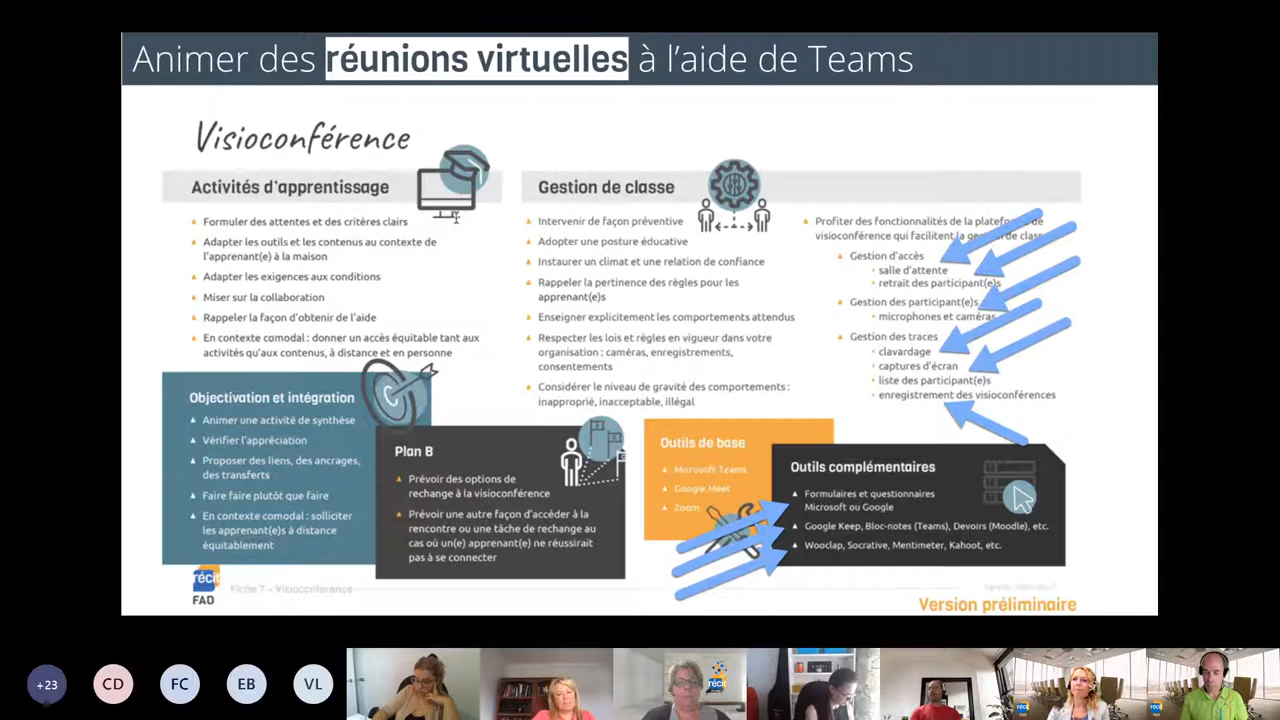 Animer des réunions virtuelles à l'aide de Teams
Visioconférence
Activités d'apprentissage
Formuler des attentes et des critères clairs
Adapter les outils et les contenus au contexte de
l'apprenant(e) à la maison
Adapter les exigences aux conditions
Miser sur la collaboration
Rappeler la façon d'obtenir de l'aide
En contexte comodal : donner un accès équitable tant aux
activités qu'aux contenus, à distance et en personne
Gestion de classe
Intervenir de façon préventive
Adopter une posture éducative
Instaurer un climat et une relation de confiance
Rappeler la pertinence des règles pour les
apprenant(e)s
Enseigner explicitement les comportements attendus
Respecter les lois et règles en vigueur dans votre
organisation : caméras, enregistrements,
consentements
Considérer le niveau de gravité des comportements :
inapproprié, inacceptable, illégal
Profiter des fonctionnalités de la plateforme de
visioconférence qui facilitent la gestion de classe
Gestion d'accès
salle d'attente
retrait des participant(e)s
Gestion des participant(e)s
microphones et caméras
Gestion des traces
clavardage
captures d'écran
liste des participant(e)s
enregistrement des visioconférences
Objectivation et intégration
Animer une activité de synthèse
Vérifier l'appréciation
Proposer des liens, des ancrages,
des transferts
Faire faire plutôt que faire
En contexte comodal : solliciter
les apprenant(e)s à distance
équitablement
Plan B
Prévoir des options de
rechange à la visioconférence
Prévoir une autre façon d'accéder à la
rencontre ou une tâche de rechange au
cas où un(e) apprenant(e) ne réussirait
pas à se connecter
Outils de base
Microsoft Teams
Google Meet
Zoom
Outils complémentaires
Formulaires et questionnaires
Microsoft ou Google
Google Keep, Bloc-notes (Teams), Devoirs (Moodle), etc.
Wooclap, Socrative, Mentimeter, Kahoot, etc.
récit
FAD
Fiche 7 – Visioconférence
Version préliminaire
+23
CD
FC
EB
VL
récit
récit
FAD
récit
FAD